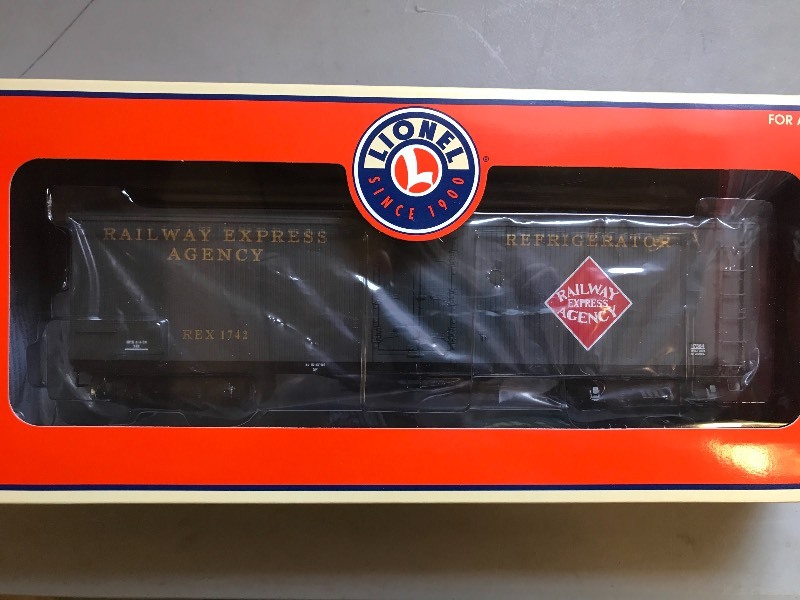 FOR A
LIONEL
L
SINCE 1900
®
RAILWAY EXPRESS
AGENCY
REX 1742
REFRIGERATOR
RAILWAY
EXPRESS
AGENCY